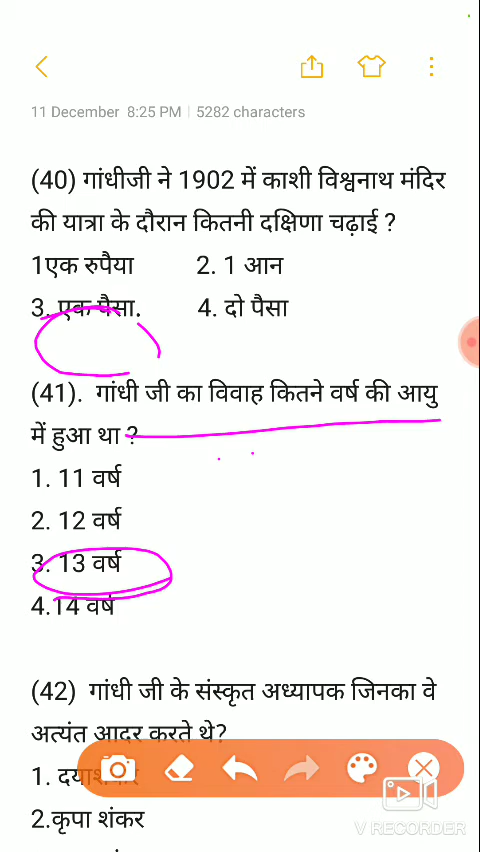 11 December 8:25 PM | 5282 characters
(40) गांधीजी ने 1902 में काशी विश्वनाथ मंदिर
की यात्रा के दौरान कितनी दक्षिणा चढ़ाई ?
1एक रुपैया 2. 1 आन
3. एक पैसा. 4. दो पैसा
(41). गांधी जी का विवाह कितने वर्ष की आयु
में हुआ था ?
1. 11 वर्ष
2. 12 वर्ष
3. 13 वर्ष
4.14 वर्ष
(42) गांधी जी के संस्कृत अध्यापक जिनका वे
अत्यंत आदर करते थे?
1.
2.कृपा शंकर
V RECORDER